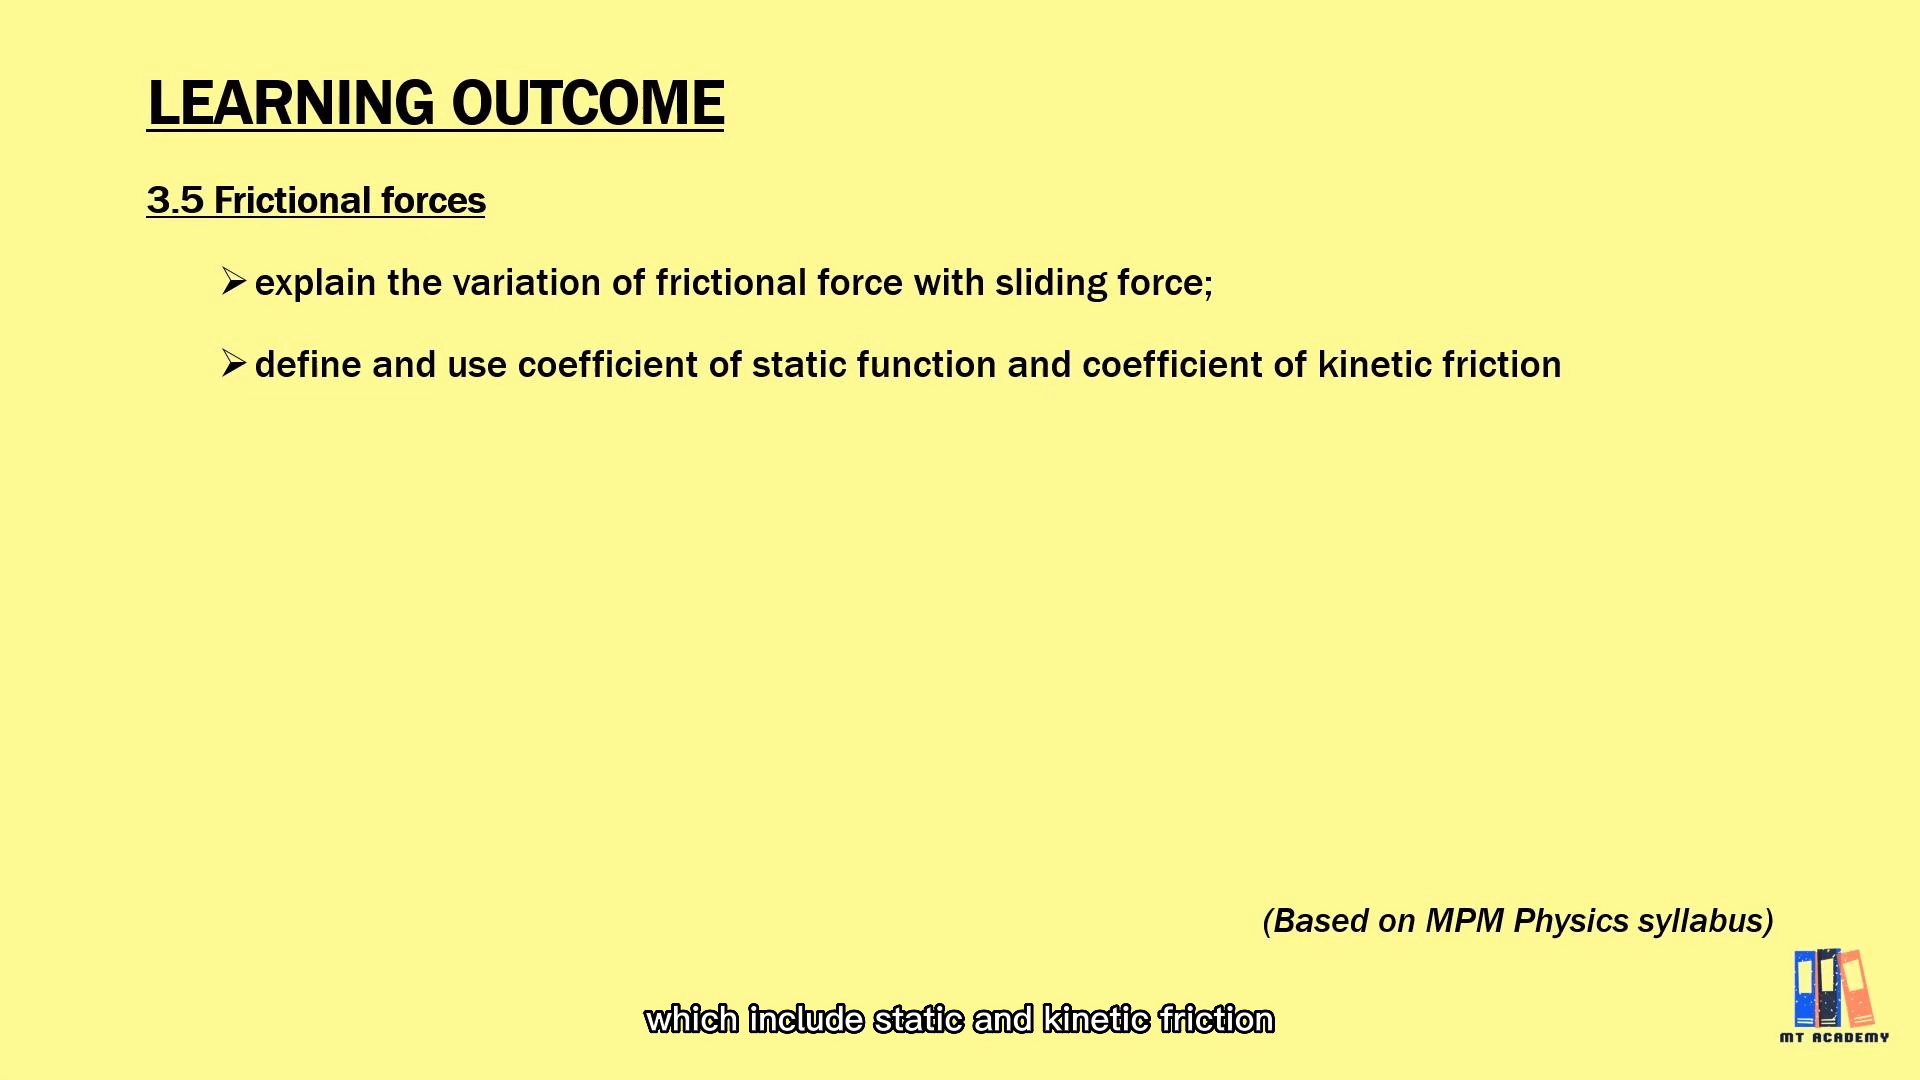 LEARNING OUTCOME
3.5 Frictional forces
➢ explain the variation of frictional force with sliding force;
➢ define and use coefficient of static function and coefficient of kinetic friction
(Based on MPM Physics syllabus)
which include static and kinetic friction
MT ACADEMY